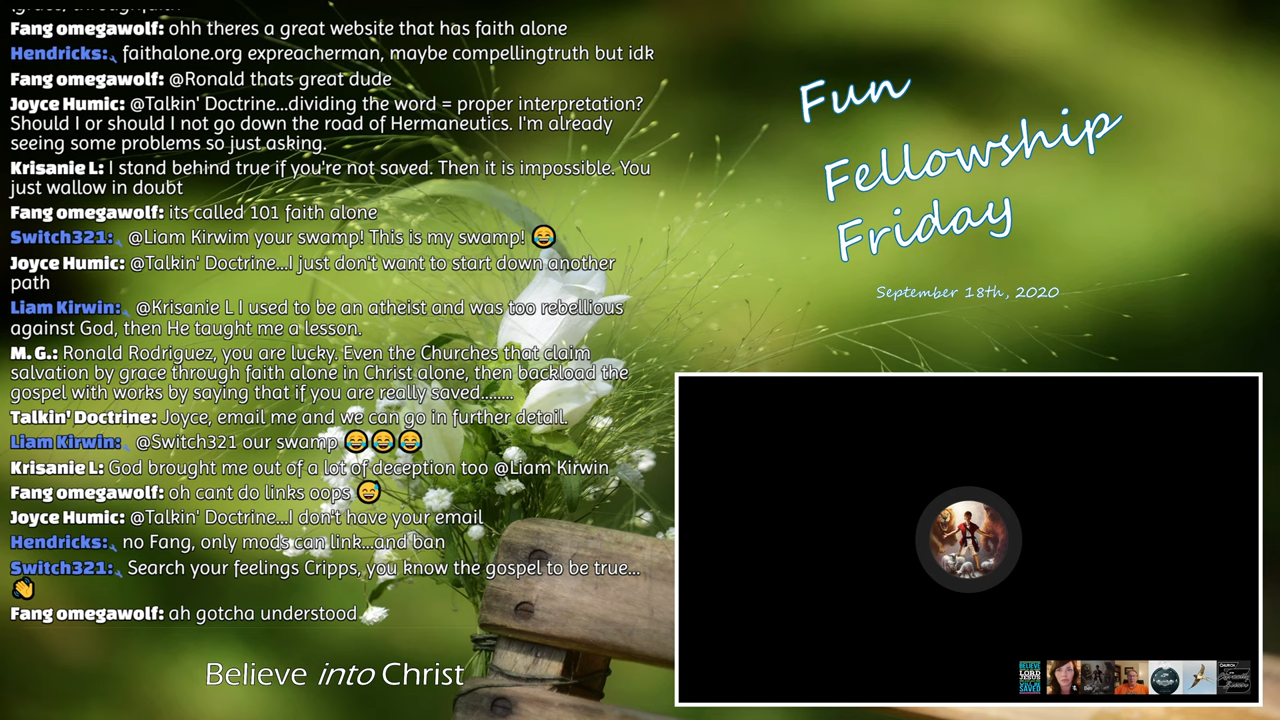 Fang omegawolf: ohh theres a great website that has faith alone
Hendricks: faithalone.org expreacherman, maybe compellingtruth but idk
Fang omegawolf: @Ronald thats great dude
Joyce Humic: @Talkin' Doctrine...dividing the word = proper interpretation?
Should I or should I not go down the road of Hermaneutics. I'm already
seeing some problems so just asking.
Krisanie L: I stand behind true if you're not saved. Then it is impossible. You
just wallow in doubt
Fang omegawolf: its called 101 faith alone
Switch321: @Liam Kirwim your swamp! This is my swamp! 😂
Joyce Humic: @Talkin' Doctrine...I just don't want to start down another
path
Liam Kirwin: @Krisanie L I used to be an atheist and was too rebellious
against God, then He taught me a lesson.
M. G.: Ronald Rodriguez, you are lucky. Even the Churches that claim
salvation by grace through faith alone in Christ alone, then backload the
gospel with works by saying that if you are really saved........
Talkin' Doctrine: Joyce, email me and we can go in further detail.
Liam Kirwin: @Switch321 our swamp 😂😂😂
Krisanie L: God brought me out of a lot of deception too @Liam Kirwin
Fang omegawolf: oh cant do links oops 😅
Joyce Humic: @Talkin' Doctrine...I don't have your email
Hendricks: no Fang, only mods can link...and ban
Switch321: Search your feelings Cripps, you know the gospel to be true...
👋
Fang omegawolf: ah gotcha understood
Believe into Christ
Fun
Fellowship
Friday
September 18th, 2020
BELIEVE
LORD
SAVED
CHURCH